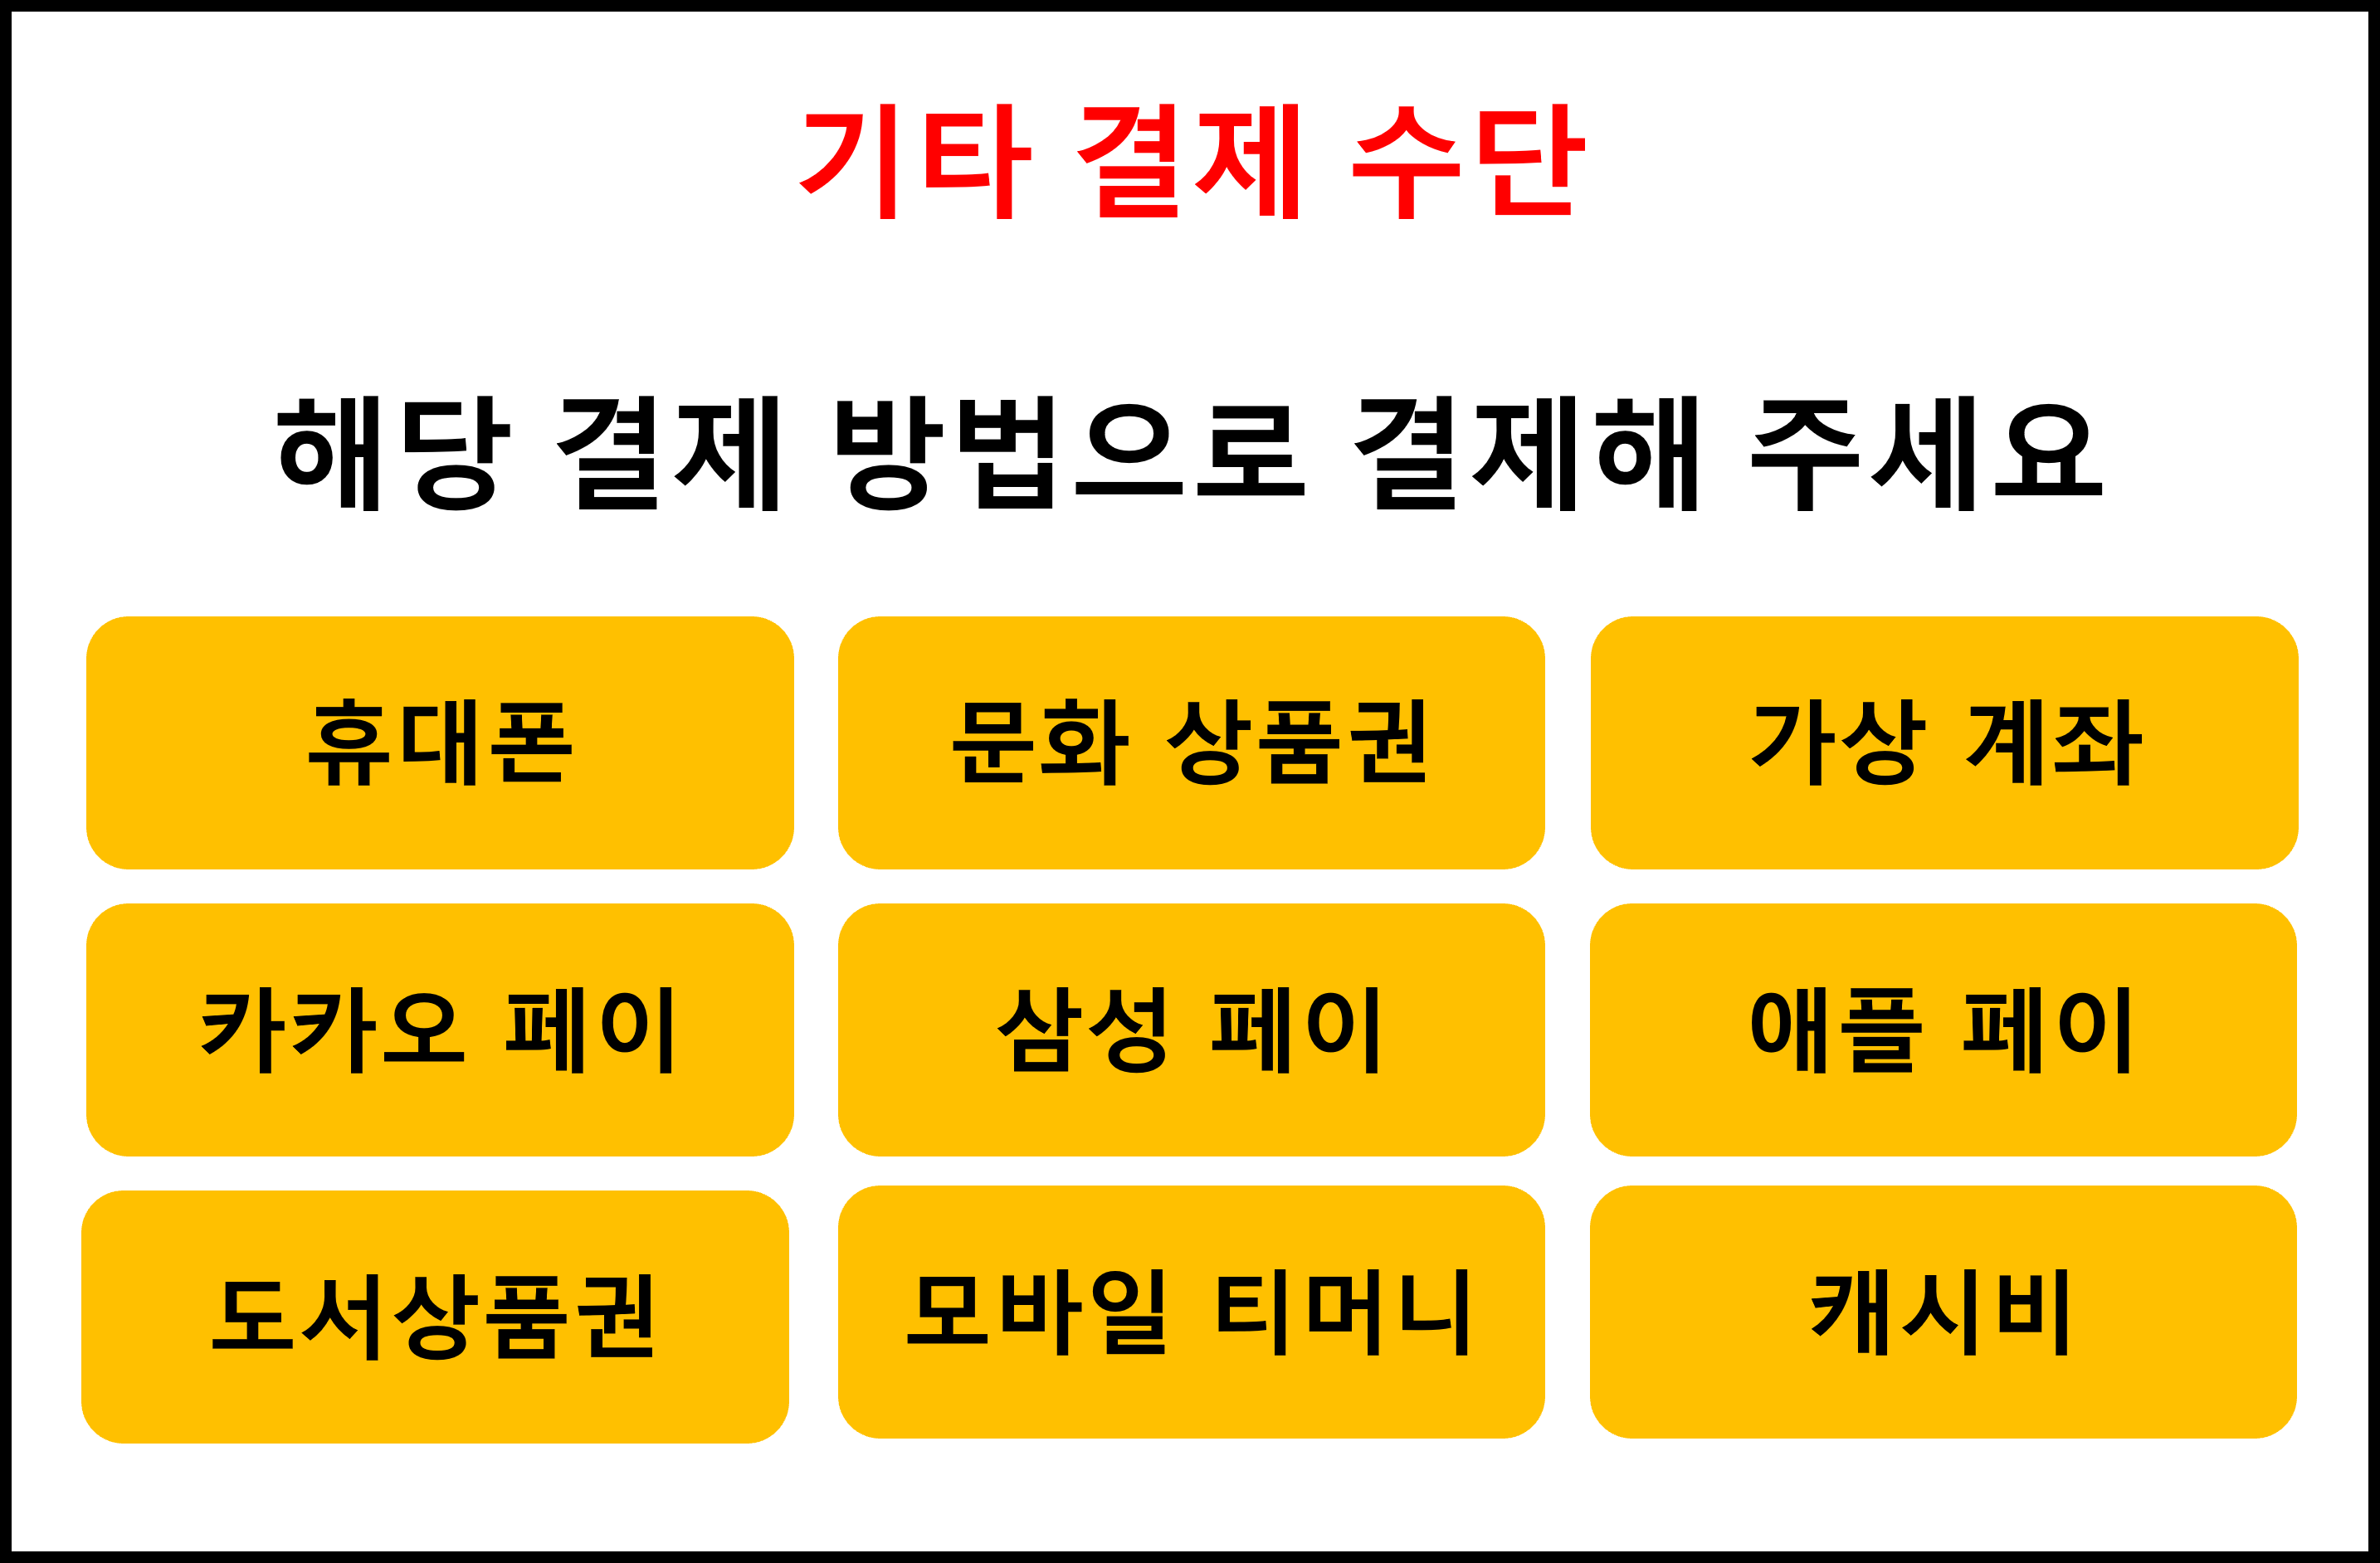 기타 결제 수단
해당 결제 방법으로 결제해 주세요
휴대폰
문화 상픔권
가상 계좌
카카오 페이
삼성 페이
애플 페이
도서상품권
모바일 티머니
캐시비